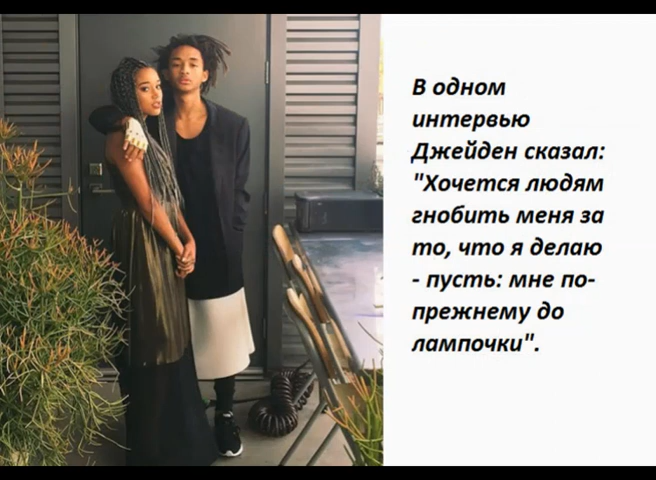 В одном
интервью
Джейден сказал:
"Хочется людям
гнобить меня за
то, что я делаю
- пусть: мне по-
прежнему до
лампочки".